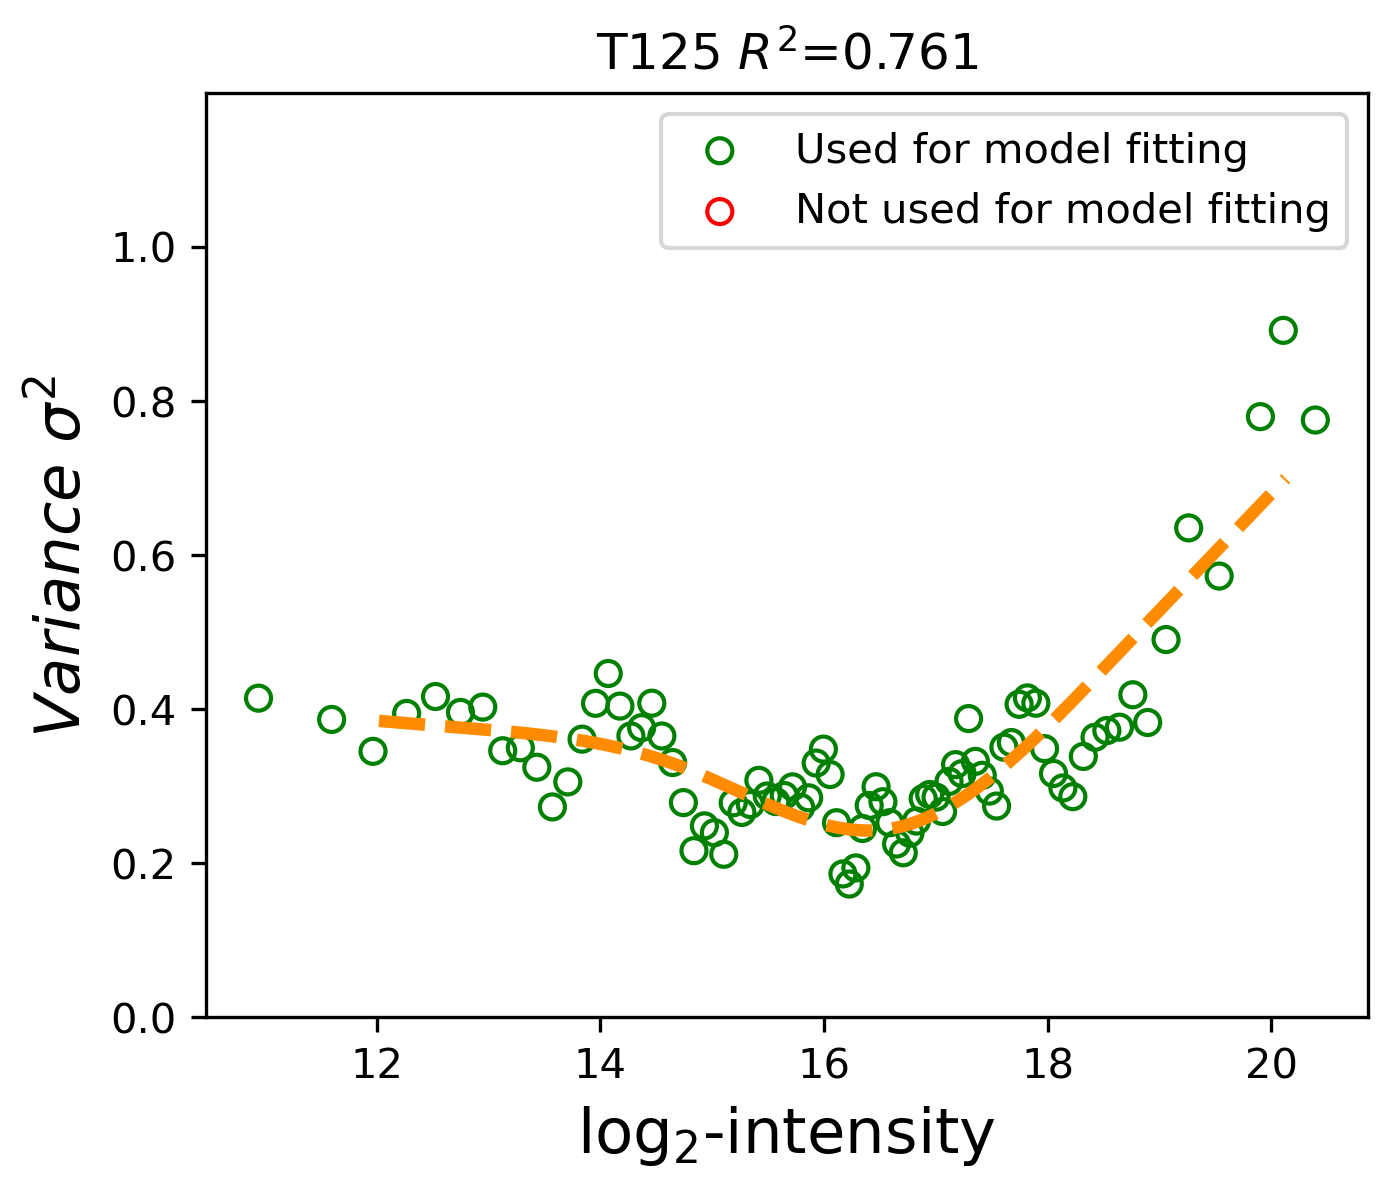 T125 R²=0.761
Used for model fitting
Not used for model fitting
1.0
0.8
0.6
0.4
0.2
0.0
Variance σ²
12 14 16 18 20
log₂-intensity